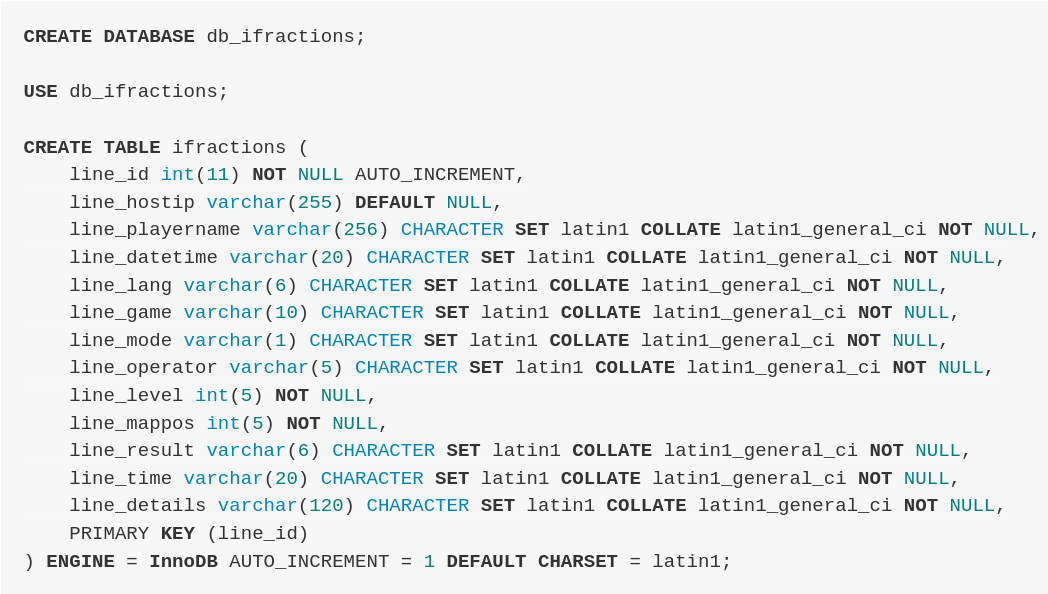 CREATE DATABASE db_ifractions;
USE db_ifractions;
CREATE TABLE ifractions (
    line_id int(11) NOT NULL AUTO_INCREMENT,
    line_hostip varchar(255) DEFAULT NULL,
    line_playername varchar(256) CHARACTER SET latin1 COLLATE latin1_general_ci NOT NULL,
    line_datetime varchar(20) CHARACTER SET latin1 COLLATE latin1_general_ci NOT NULL,
    line_lang varchar(6) CHARACTER SET latin1 COLLATE latin1_general_ci NOT NULL,
    line_game varchar(10) CHARACTER SET latin1 COLLATE latin1_general_ci NOT NULL,
    line_mode varchar(1) CHARACTER SET latin1 COLLATE latin1_general_ci NOT NULL,
    line_operator varchar(5) CHARACTER SET latin1 COLLATE latin1_general_ci NOT NULL,
    line_level int(5) NOT NULL,
    line_mappos int(5) NOT NULL,
    line_result varchar(6) CHARACTER SET latin1 COLLATE latin1_general_ci NOT NULL,
    line_time varchar(20) CHARACTER SET latin1 COLLATE latin1_general_ci NOT NULL,
    line_details varchar(120) CHARACTER SET latin1 COLLATE latin1_general_ci NOT NULL,
    PRIMARY KEY (line_id)
) ENGINE = InnoDB AUTO_INCREMENT = 1 DEFAULT CHARSET = latin1;